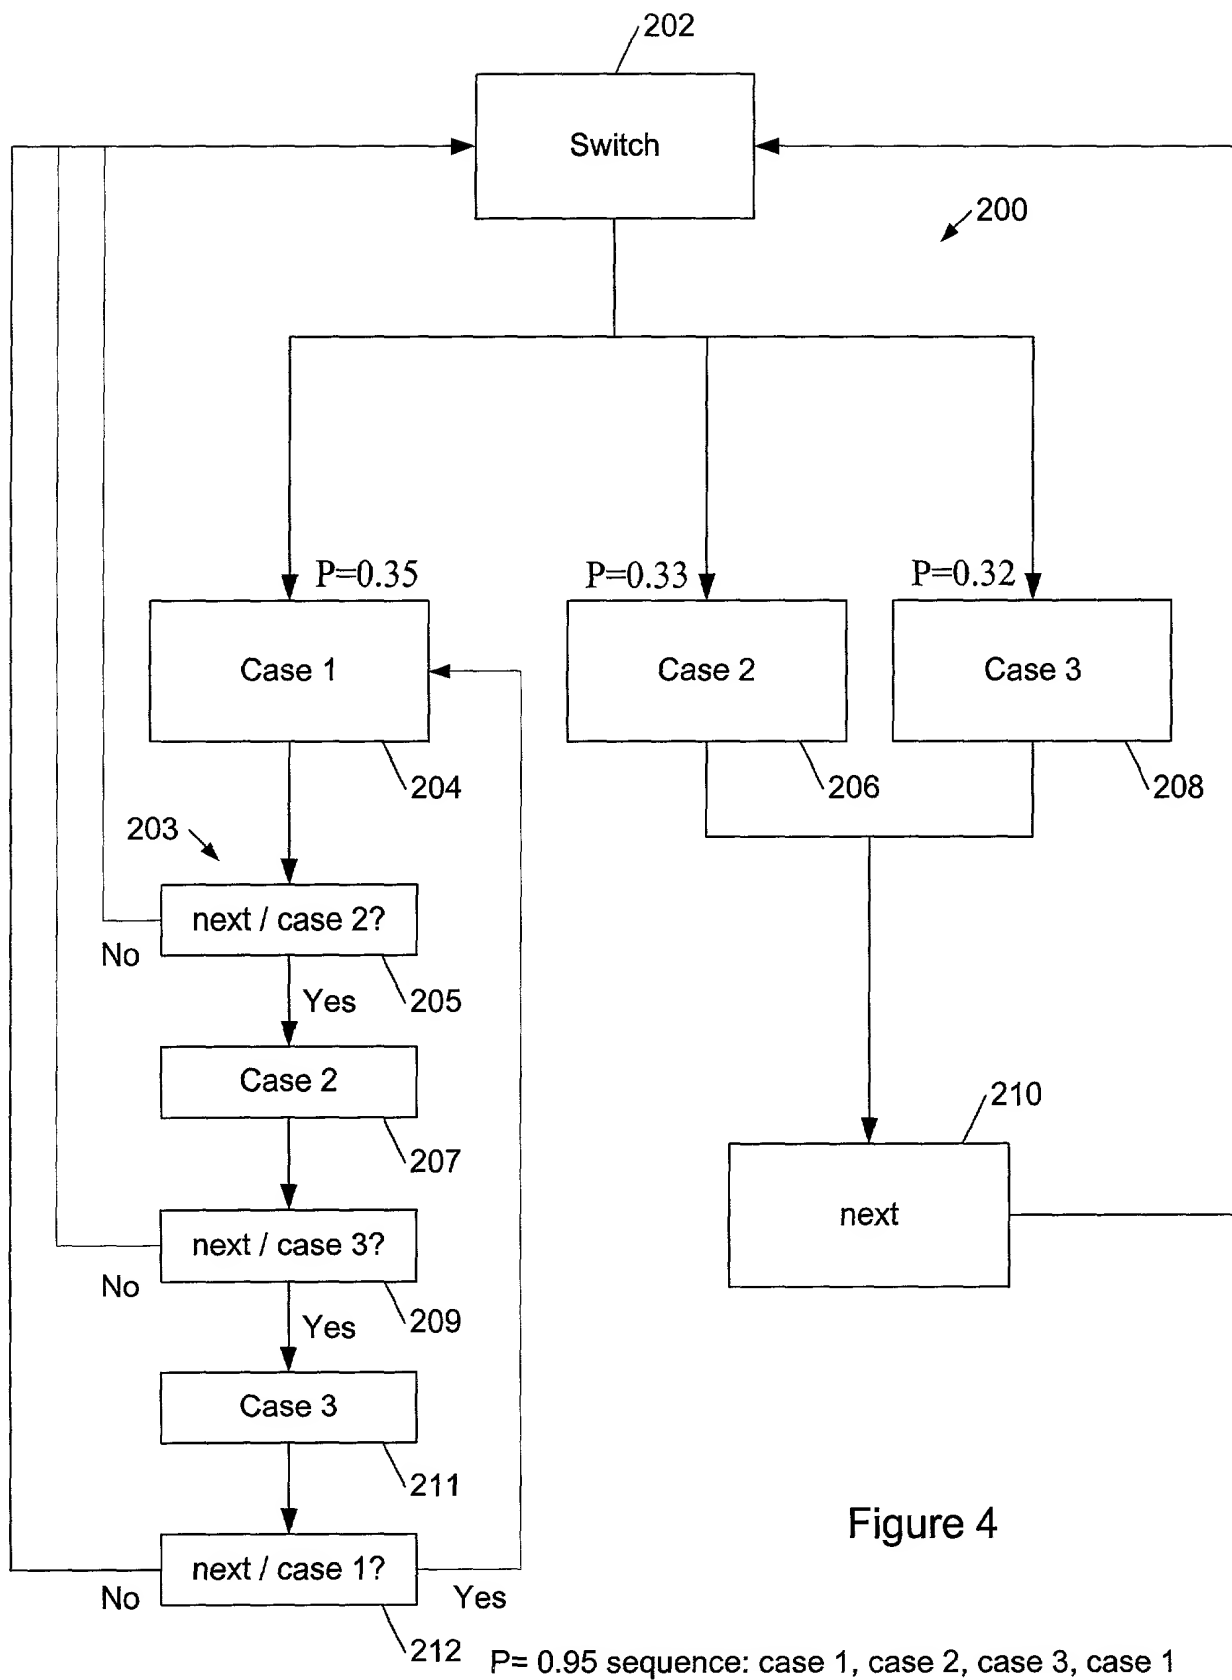 202
Switch
200
P=0.35
P=0.33
P=0.32
Case 1
Case 2
Case 3
204
206
208
203
next / case 2?
No
205
Yes
Case 2
207
210
next
next / case 3?
No
209
Yes
Case 3
211
Figure 4
next / case 1?
No
Yes
212
P= 0.95 sequence: case 1, case 2, case 3, case 1